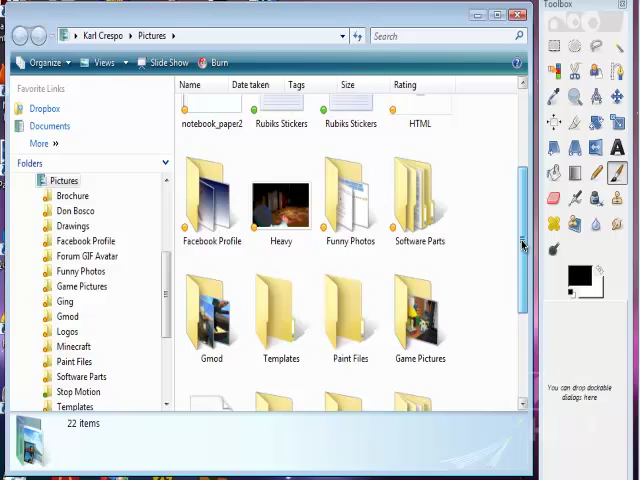 Toolbox
Karl Crespo
Pictures
Search
Organize
Views
Slide Show
Burn
Favorite Links
Dropbox
Documents
More
Folders
Pictures
Brochure
Don Bosco
Drawings
Facebook Profile
Forum GIF Avatar
Funny Photos
Game Pictures
Ging
Gmod
Logos
Minecraft
Paint Files
Software Parts
Stop Motion
Templates
Name
Date taken
Tags
Size
Rating
notebook_paper2
Rubiks Stickers
Rubiks Stickers
HTML
Facebook Profile
Heavy
Funny Photos
Software Parts
Gmod
Templates
Paint Files
Game Pictures
22 items
You can drop dockable
dialogs here